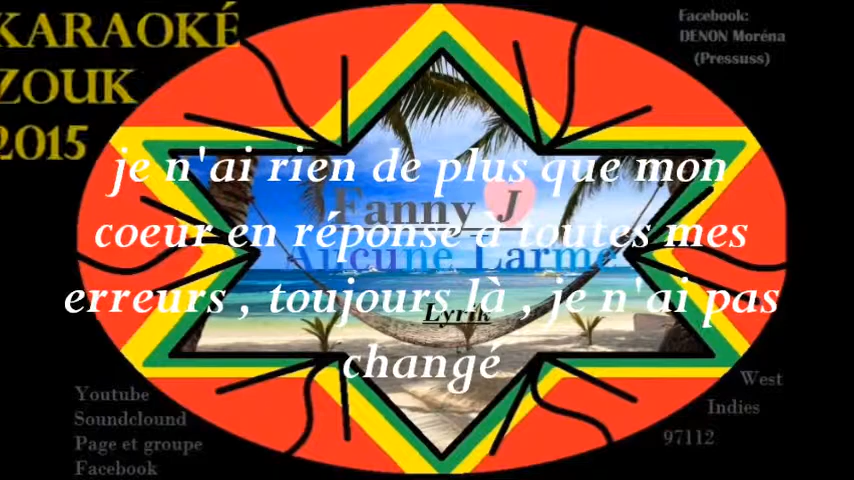 KARAOKÉ
ZOUK
2015
Facebook:
DENON Moréna
(Pressuss)
je n'ai rien de plus que mon
coeur en réponse à toutes mes
erreurs , toujours là , je n'ai pas
changé
Fanny J
Aucune Larme
Lyrik
Youtube
Soundclound
Page et groupe
Facebook
West
Indies
97112